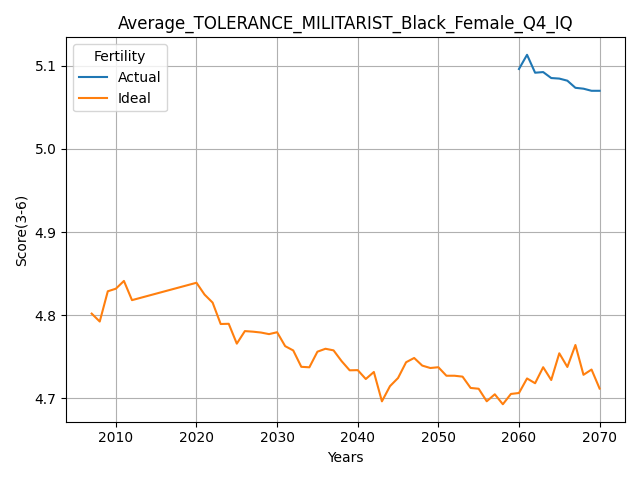 Average_TOLERANCE_MILITARIST_Black_Female_Q4_IQ
Fertility
Actual
Ideal
5.1
5.0
4.9
4.8
4.7
Score(3-6)
2010 2020 2030 2040 2050 2060 2070
Years